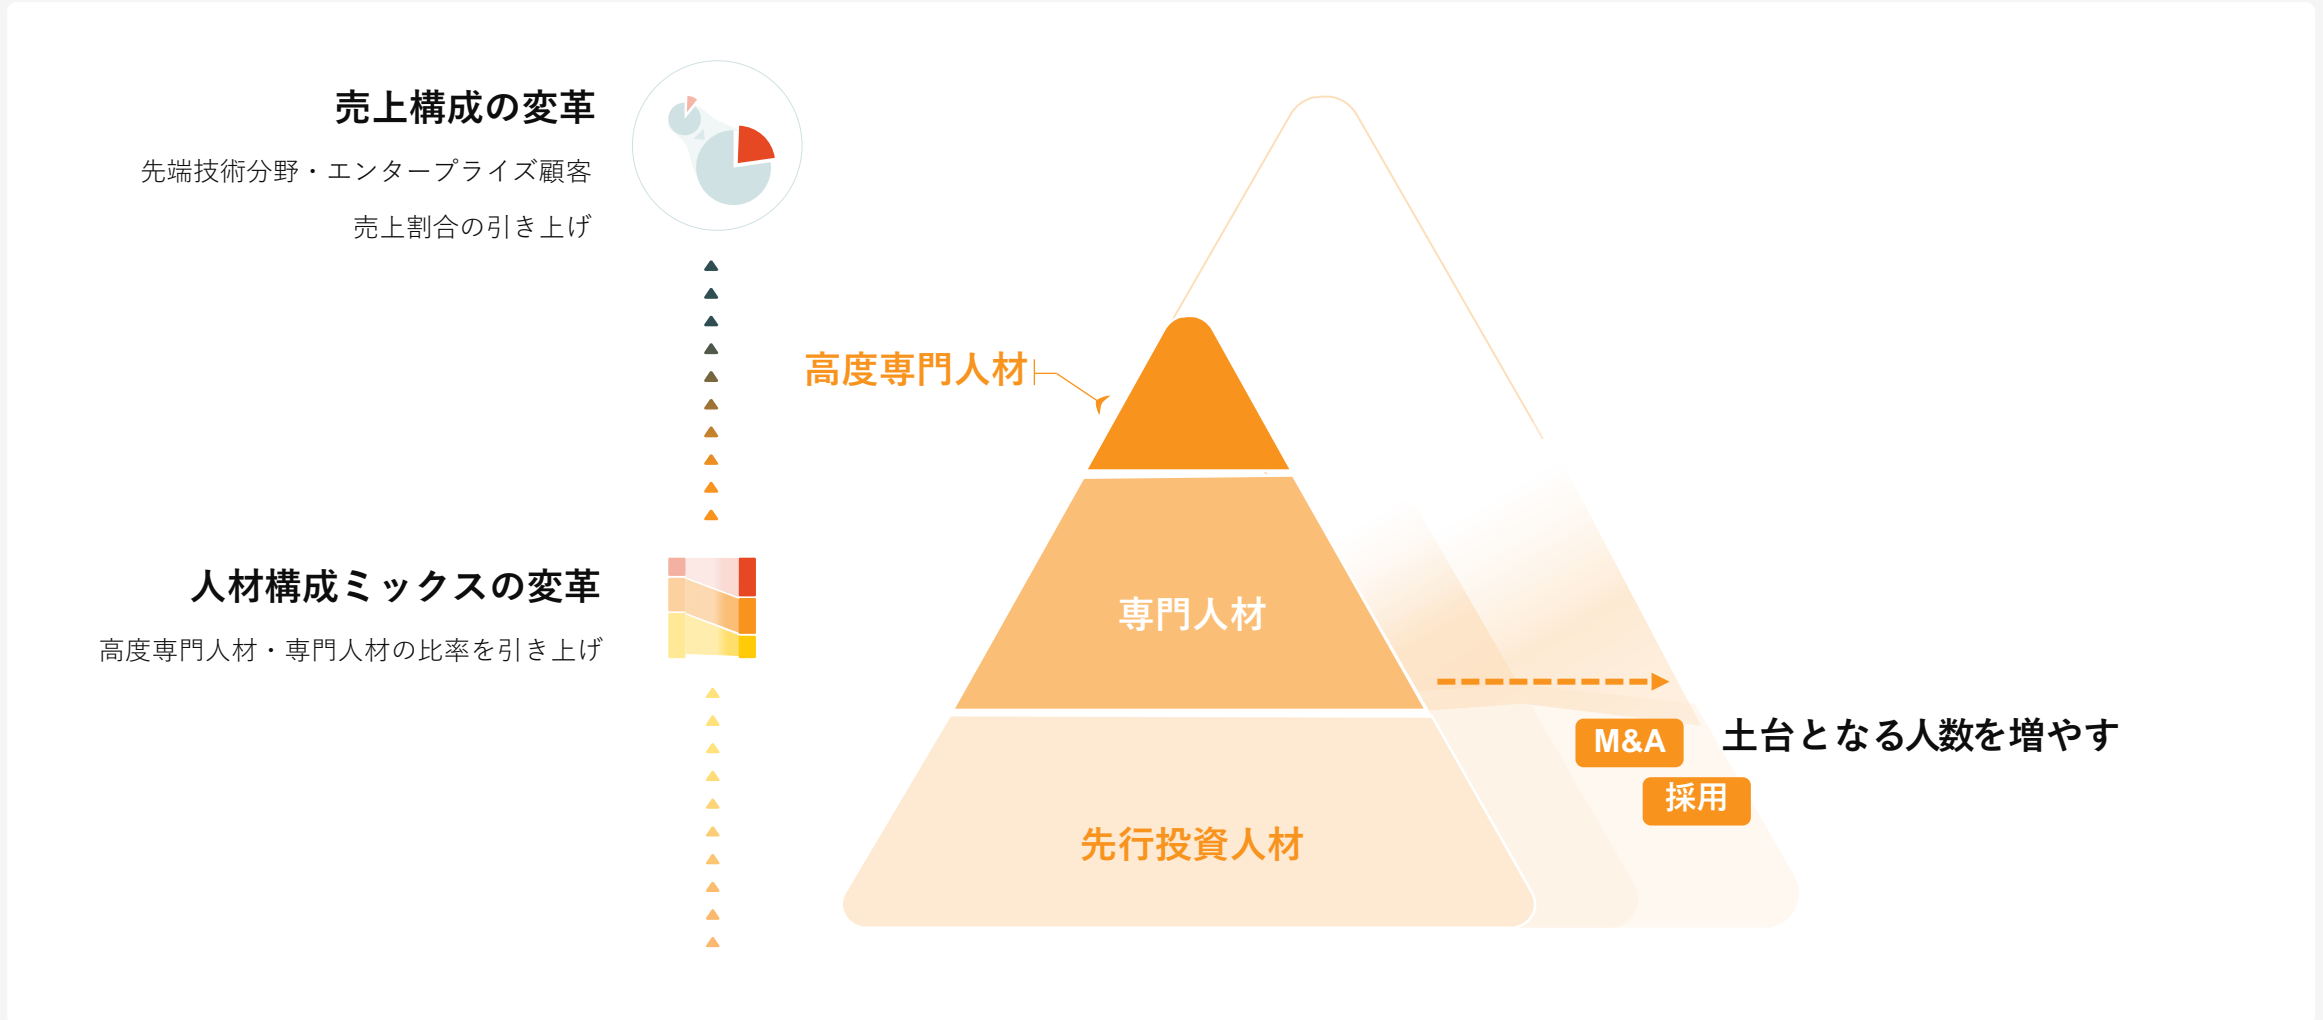 売上構成の変革
先端技術分野・エンタープライズ顧客
売上割合の引き上げ
高度専門人材
人材構成ミックスの変革
高度専門人材・専門人材の比率を引き上げ
専門人材
M&A
土台となる人数を増やす
採用
先行投資人材